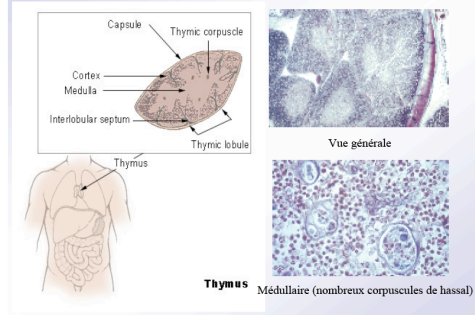 Capsule
Thymic corpuscle
Cortex
Medulla
Interlobular septum
Thymic lobule
Thymus
Thymus
Vue générale
Médullaire (nombreux corpuscules de hassal)